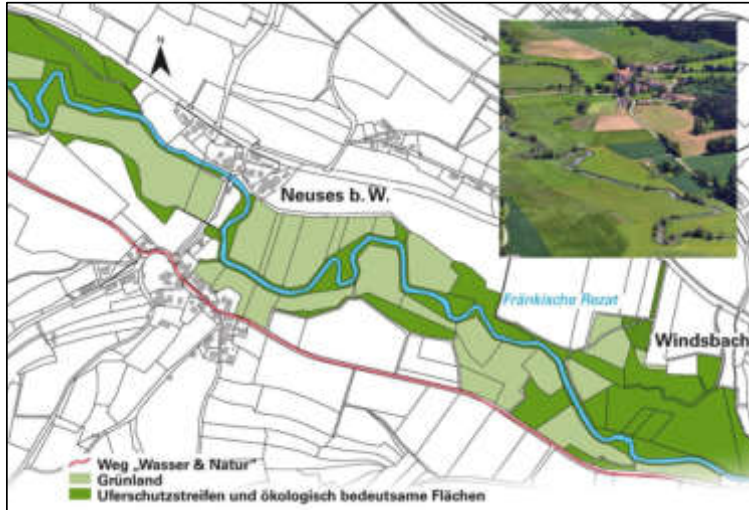 N
Neuses b. W.
Fränkische Rezat
Windsbach
Weg „Wasser & Natur“
Grünland
Uferschutzstreifen und ökologisch bedeutsame Flächen